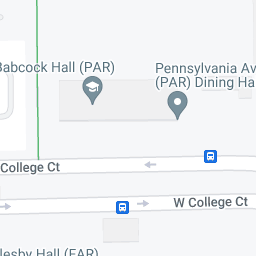 Babcock Hall (PAR)
Pennsylvania Av
(PAR) Dining Ha
College Ct
W College Ct
lesby Hall (FAR)